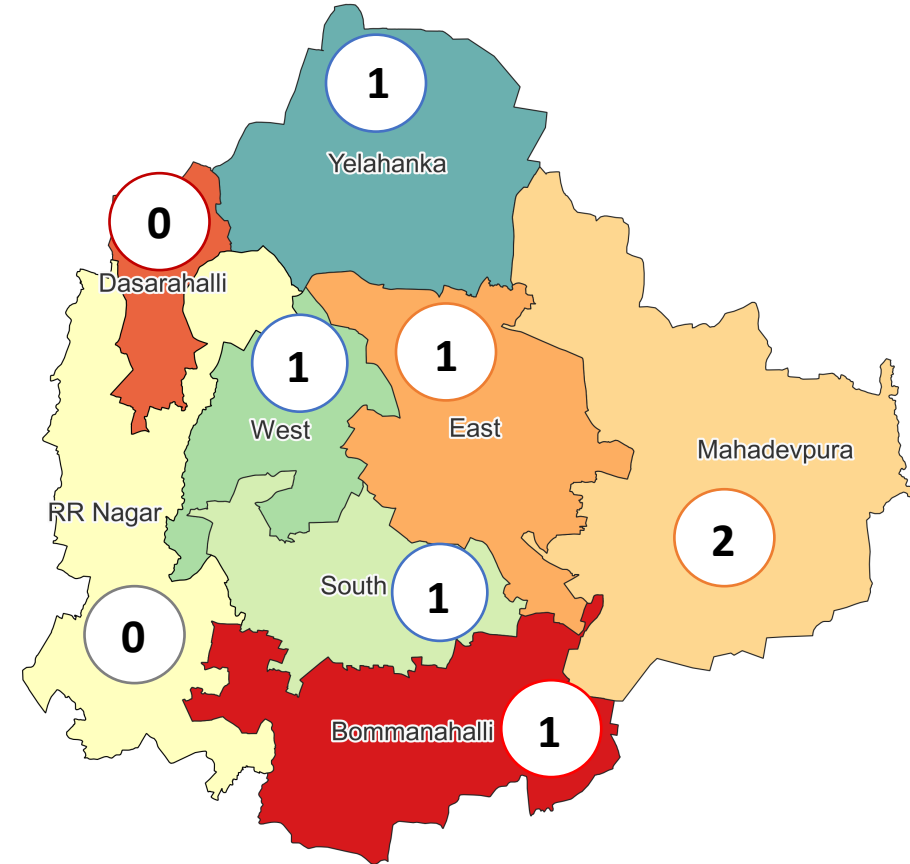 1
Yelahanka
0
Dasarahalli
1
1
West
East
Mahadevpura
RR Nagar
2
South
1
0
Bommanahalli
1